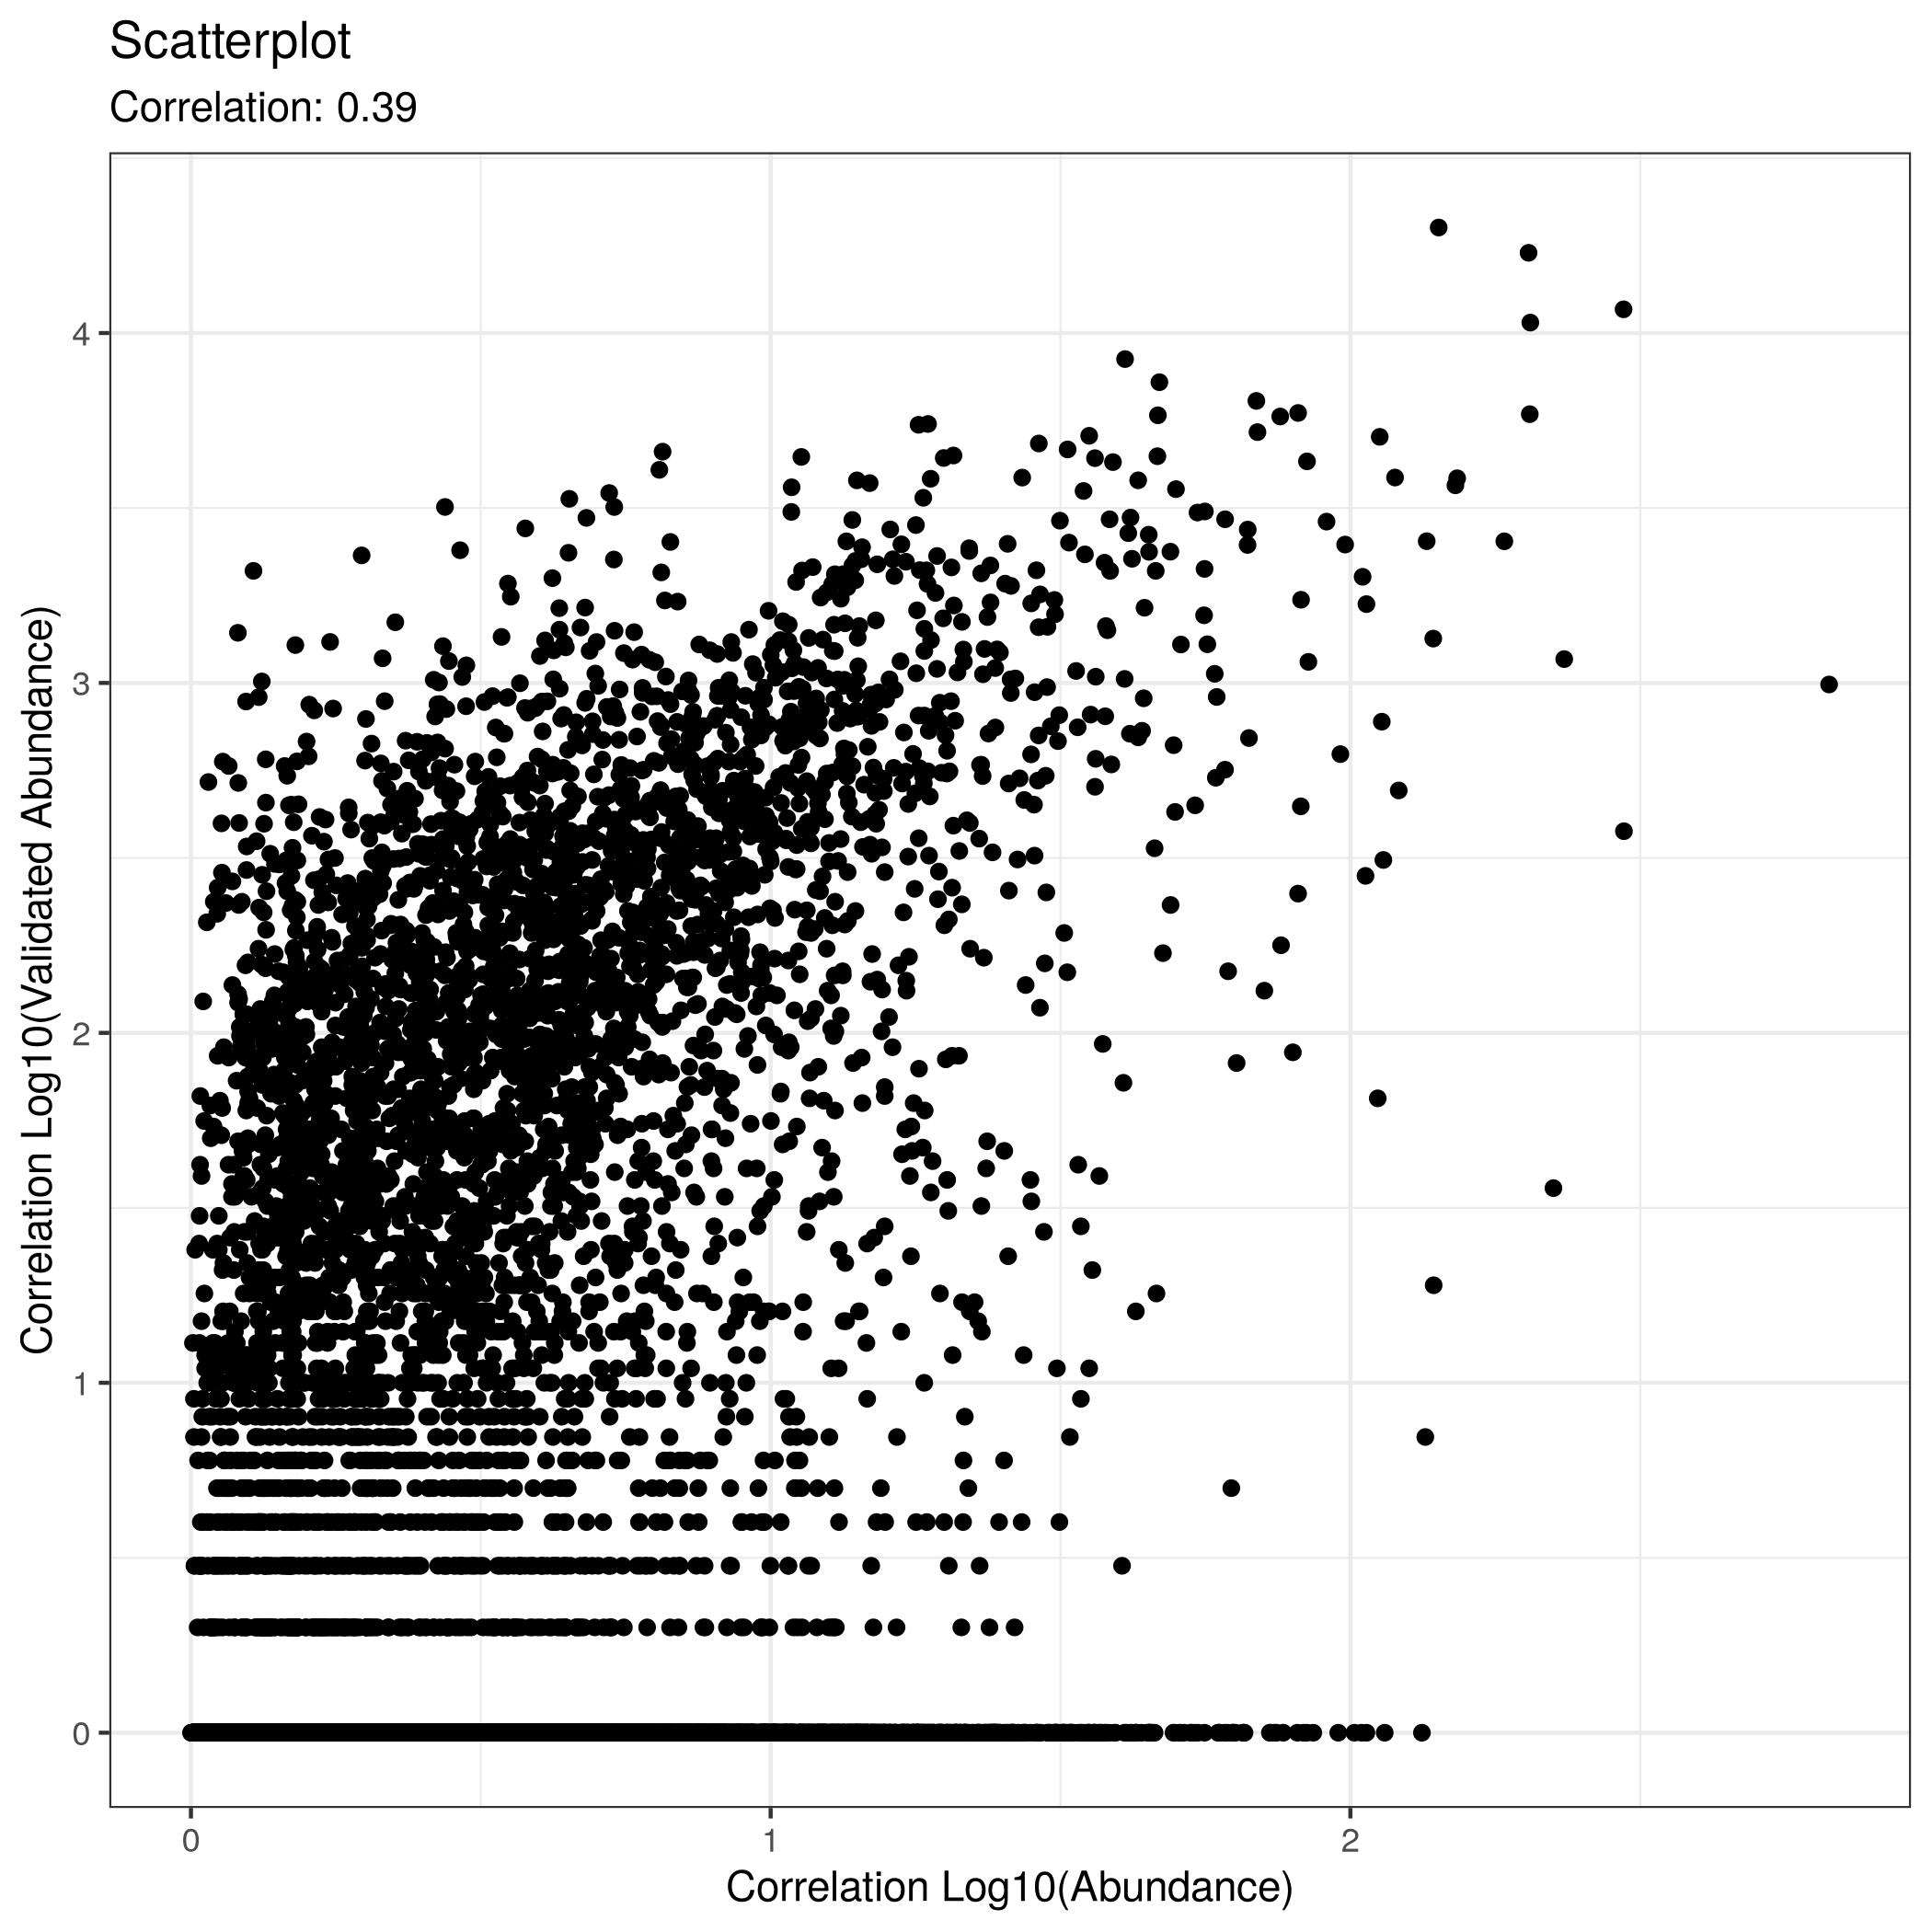 Scatterplot
Correlation: 0.39
Correlation Log10(Validated Abundance)
4
3
2
1
0
0 1 2
Correlation Log10(Abundance)